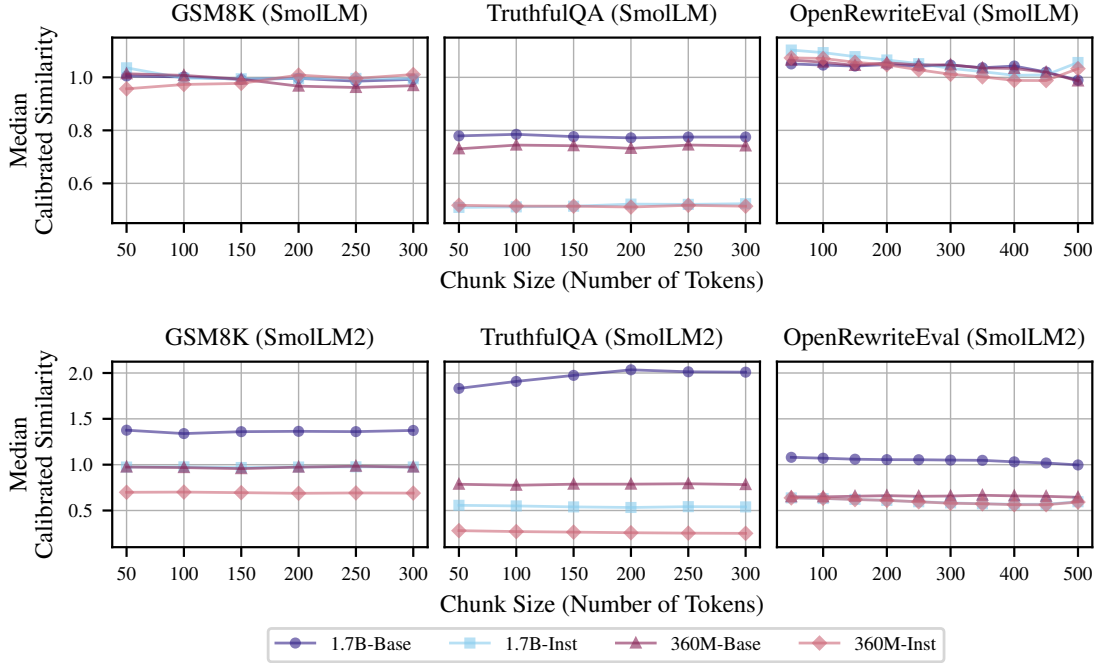 GSM8K (SmolLM)
TruthfulQA (SmolLM)
OpenRewriteEval (SmolLM)
Median
Calibrated Similarity
1.0
0.8
0.6
50 100 150 200 250 300
50 100 150 200 250 300
100 200 300 400 500
Chunk Size (Number of Tokens)
GSM8K (SmolLM2)
TruthfulQA (SmolLM2)
OpenRewriteEval (SmolLM2)
Median
Calibrated Similarity
2.0
1.5
1.0
0.5
50 100 150 200 250 300
50 100 150 200 250 300
100 200 300 400 500
Chunk Size (Number of Tokens)
1.7B-Base 1.7B-Inst 360M-Base 360M-Inst